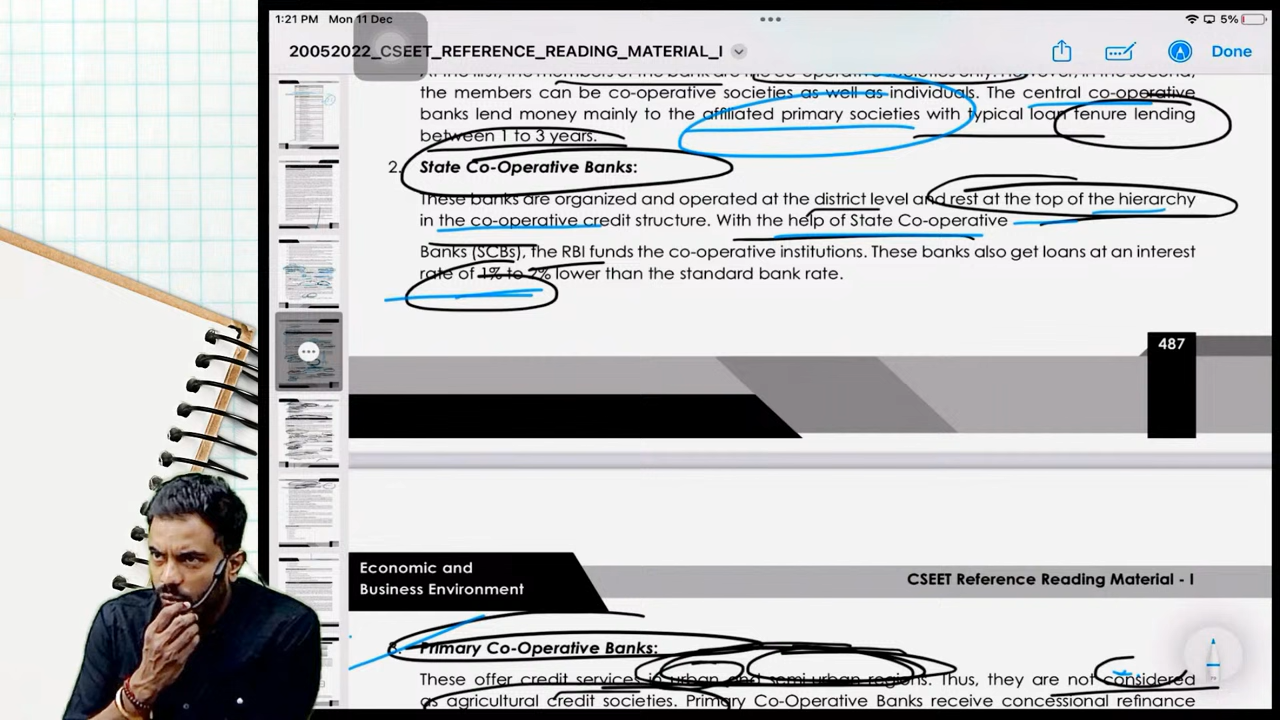 1:21 PM Mon 11 Dec
5%
20052022_CSEET_REFERENCE_READING_MATERIAL_I
Done
the members can be co-operative societies as well as individuals. The central co-operative
banks lend money mainly to the affiliated primary societies with typical loan tenure lending
between 1 to 3 years.
2. State Co-Operative Banks:
These banks are organized and operated at the district level and rest at the top of the hierarchy
in the cooperative credit structure. With the help of State Co-operative
Banks (CBs), the RBI funds the co-operative institutions. These banks also get loans at an interest
rate of 1% to 2% lower than the standard bank rate.
487
Economic and
Business Environment
CSEET Reference Reading Material - I
Primary Co-Operative Banks:
These offer credit services in urban and semi urban regions. Thus, they are not considered
as agricultural credit societies. Primary Co-Operative Banks receive concessional refinance